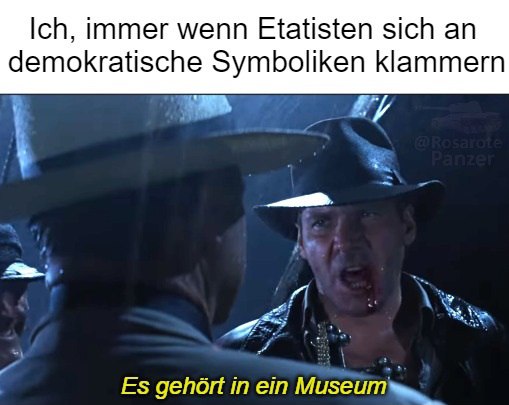 Ich, immer wenn Etatisten sich an
demokratische Symboliken klammern
@Rosarote
Panzer
Es gehört in ein Museum